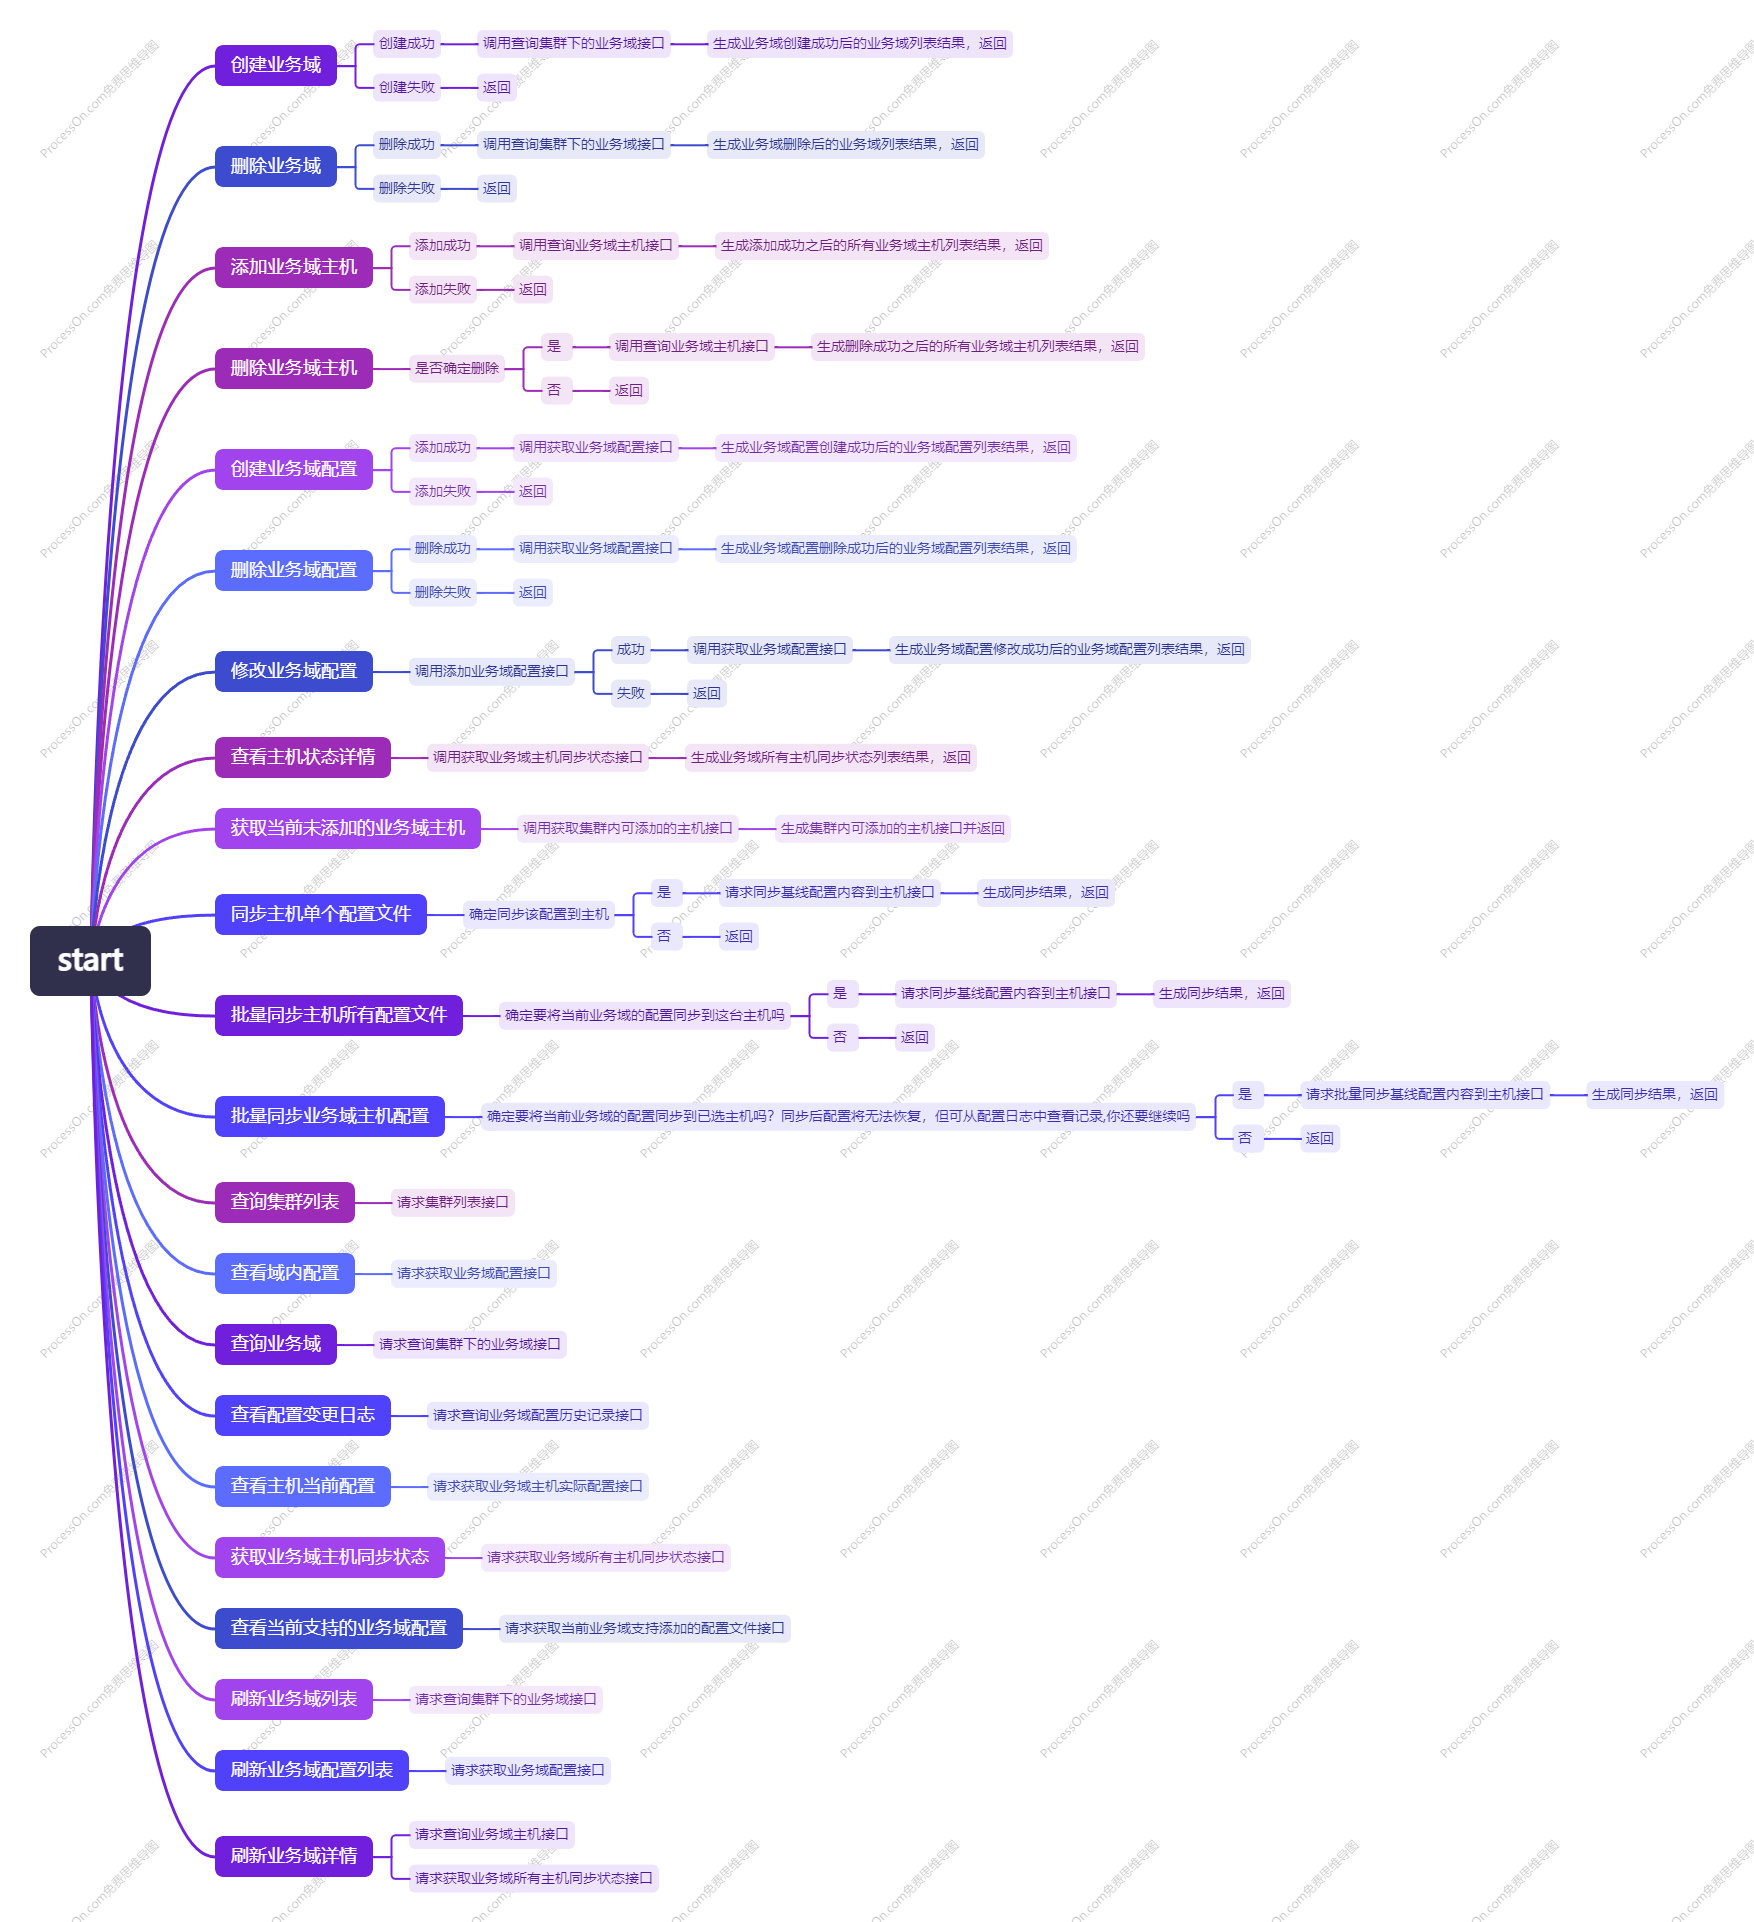 start
创建业务域
创建成功
调用查询集群下的业务域接口
生成业务域创建成功后的业务域列表结果，返回
创建失败
返回
删除业务域
删除成功
调用查询集群下的业务域接口
生成业务域删除后的业务域列表结果，返回
删除失败
返回
添加业务域主机
添加成功
调用查询业务域主机接口
生成添加成功之后的所有业务域主机列表结果，返回
添加失败
返回
删除业务域主机
是否确定删除
是
调用查询业务域主机接口
生成删除成功之后的所有业务域主机列表结果，返回
否
返回
创建业务域配置
添加成功
调用获取业务域配置接口
生成业务域配置创建成功后的业务域配置列表结果，返回
添加失败
返回
删除业务域配置
删除成功
调用获取业务域配置接口
生成业务域配置删除成功后的业务域配置列表结果，返回
删除失败
返回
修改业务域配置
调用添加业务域配置接口
成功
调用获取业务域配置接口
生成业务域配置修改成功后的业务域配置列表结果，返回
失败
返回
查看主机状态详情
调用获取业务域主机同步状态接口
生成业务域所有主机同步状态列表结果，返回
获取当前未添加的业务域主机
调用获取集群内可添加的主机接口
生成集群内可添加的主机接口并返回
同步主机单个配置文件
确定同步该配置到主机
是
请求同步基线配置内容到主机接口
生成同步结果，返回
否
返回
批量同步主机所有配置文件
确定要将当前业务域的配置同步到这台主机吗
是
请求同步基线配置内容到主机接口
生成同步结果，返回
否
返回
批量同步业务域主机配置
确定要将当前业务域的配置同步到已选主机吗？同步后配置将无法恢复，但可从配置日志中查看记录,你还要继续吗
是
请求批量同步基线配置内容到主机接口
生成同步结果，返回
否
返回
查询集群列表
请求集群列表接口
查看域内配置
请求获取业务域配置接口
查询业务域
请求查询集群下的业务域接口
查看配置变更日志
请求查询业务域配置历史记录接口
查看主机当前配置
请求获取业务域主机实际配置接口
获取业务域主机同步状态
请求获取业务域所有主机同步状态接口
查看当前支持的业务域配置
请求获取当前业务域支持添加的配置文件接口
刷新业务域列表
请求查询集群下的业务域接口
刷新业务域配置列表
请求获取业务域配置接口
刷新业务域详情
请求查询业务域主机接口
请求获取业务域所有主机同步状态接口
ProcessOn.com免费思维导图